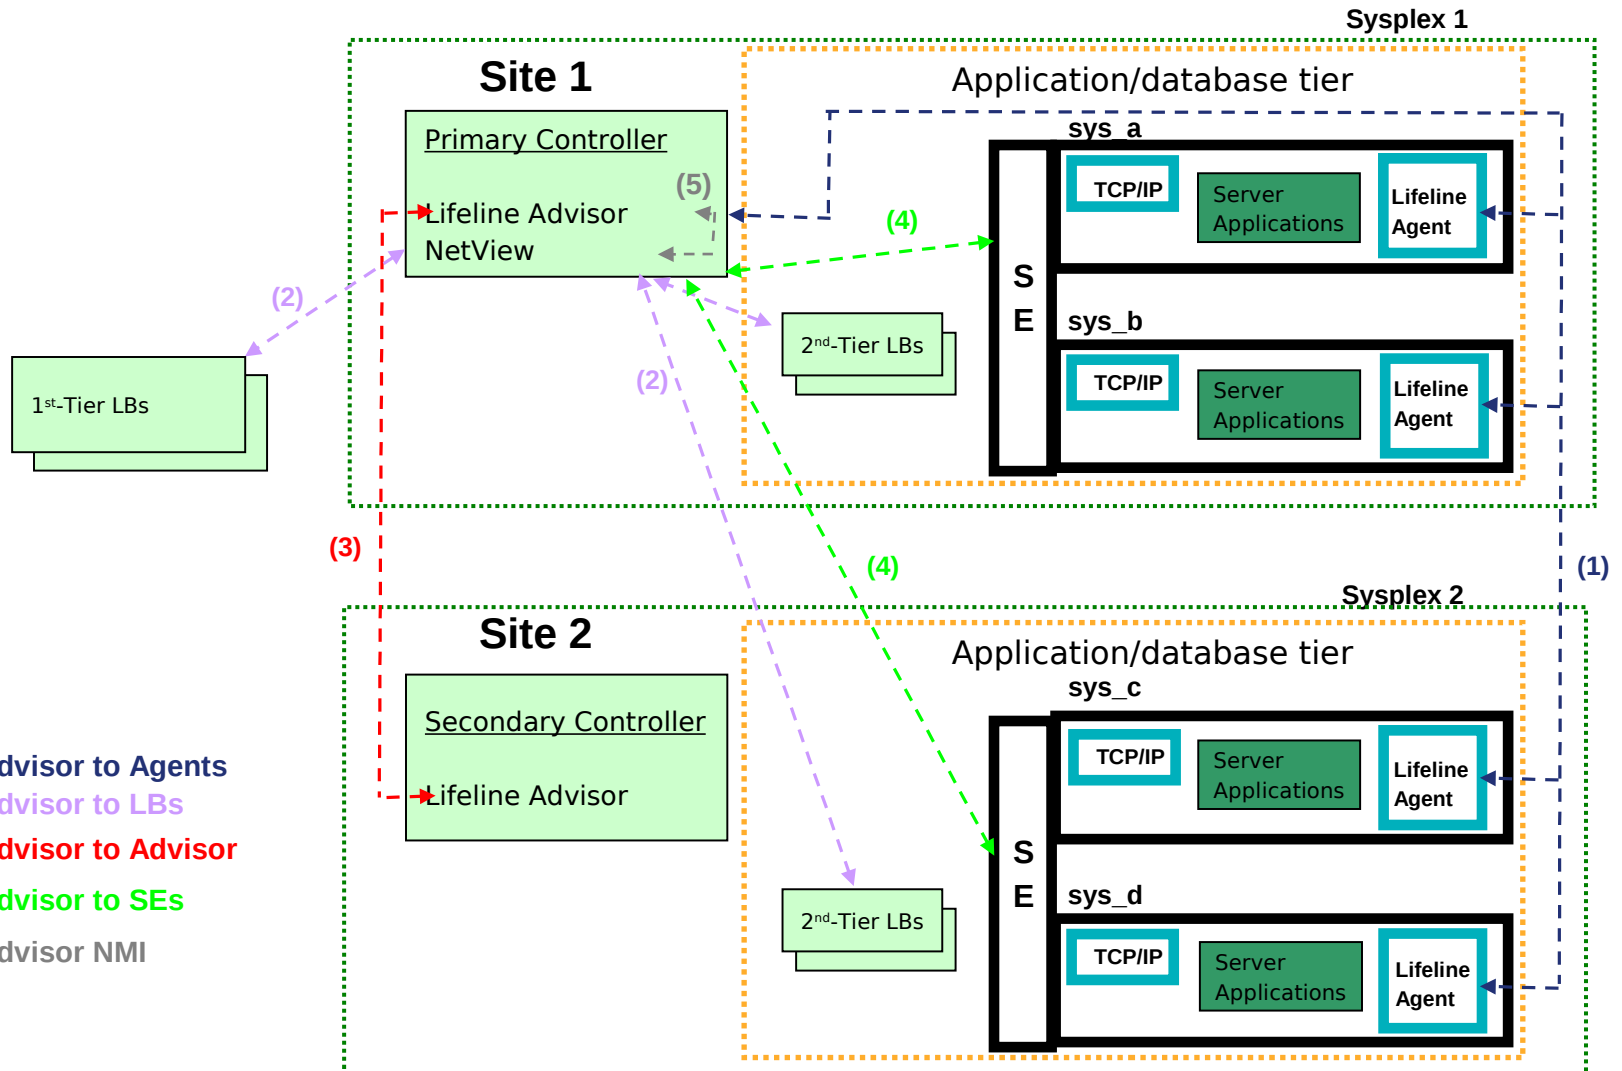 Sysplex 1
Site 1
Application/database tier
Primary Controller
(5)
Lifeline Advisor
NetView
sys_a
TCP/IP
Server
Applications
Lifeline
Agent
(4)
S
E
(2)
sys_b
2nd-Tier LBs
TCP/IP
Server
Applications
Lifeline
Agent
(2)
1st-Tier LBs
(3)
(4)
(1)
Sysplex 2
Site 2
Application/database tier
sys_c
Secondary Controller
Lifeline Advisor
TCP/IP
Server
Applications
Lifeline
Agent
S
E
sys_d
2nd-Tier LBs
TCP/IP
Server
Applications
Lifeline
Agent
dvisor to Agents
dvisor to LBs
dvisor to Advisor
dvisor to SEs
dvisor NMI